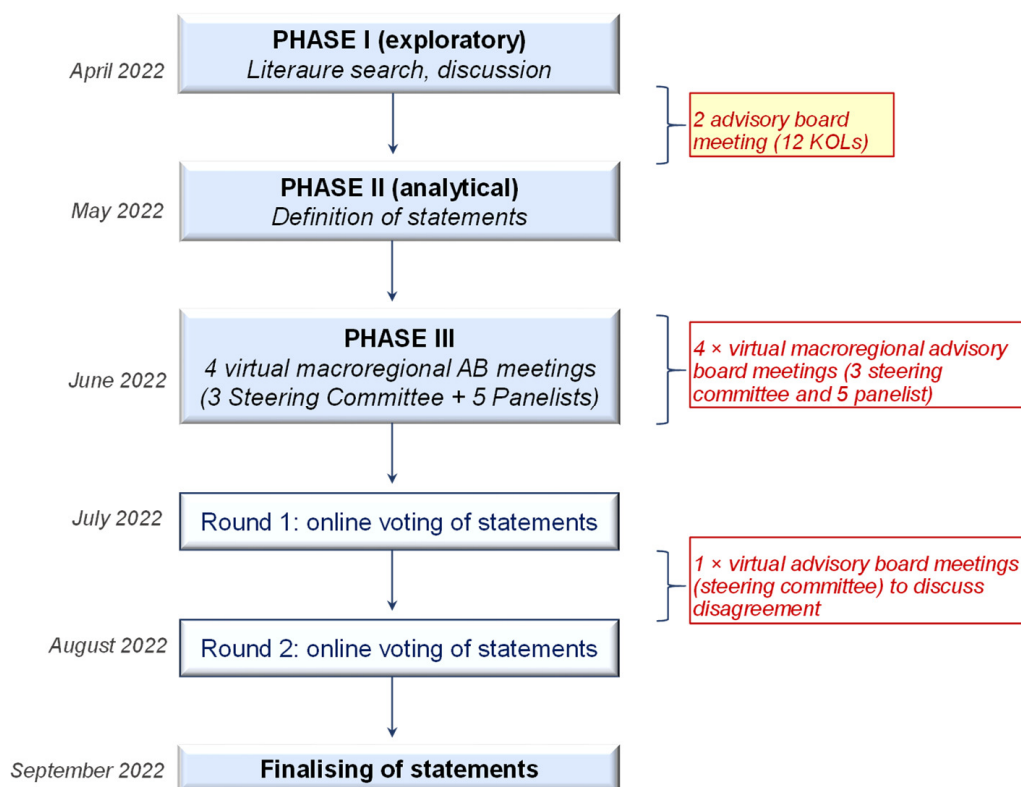 PHASE I (exploratory)
Literaure search, discussion
April 2022
2 advisory board
meeting (12 KOLs)
PHASE II (analytical)
Definition of statements
May 2022
PHASE III
4 virtual macroregional AB meetings
(3 Steering Committee + 5 Panelists)
June 2022
4 × virtual macroregional advisory
board meetings (3 steering
committee and 5 panelist)
July 2022
Round 1: online voting of statements
1 × virtual advisory board meetings
(steering committee) to discuss
disagreement
August 2022
Round 2: online voting of statements
September 2022
Finalising of statements